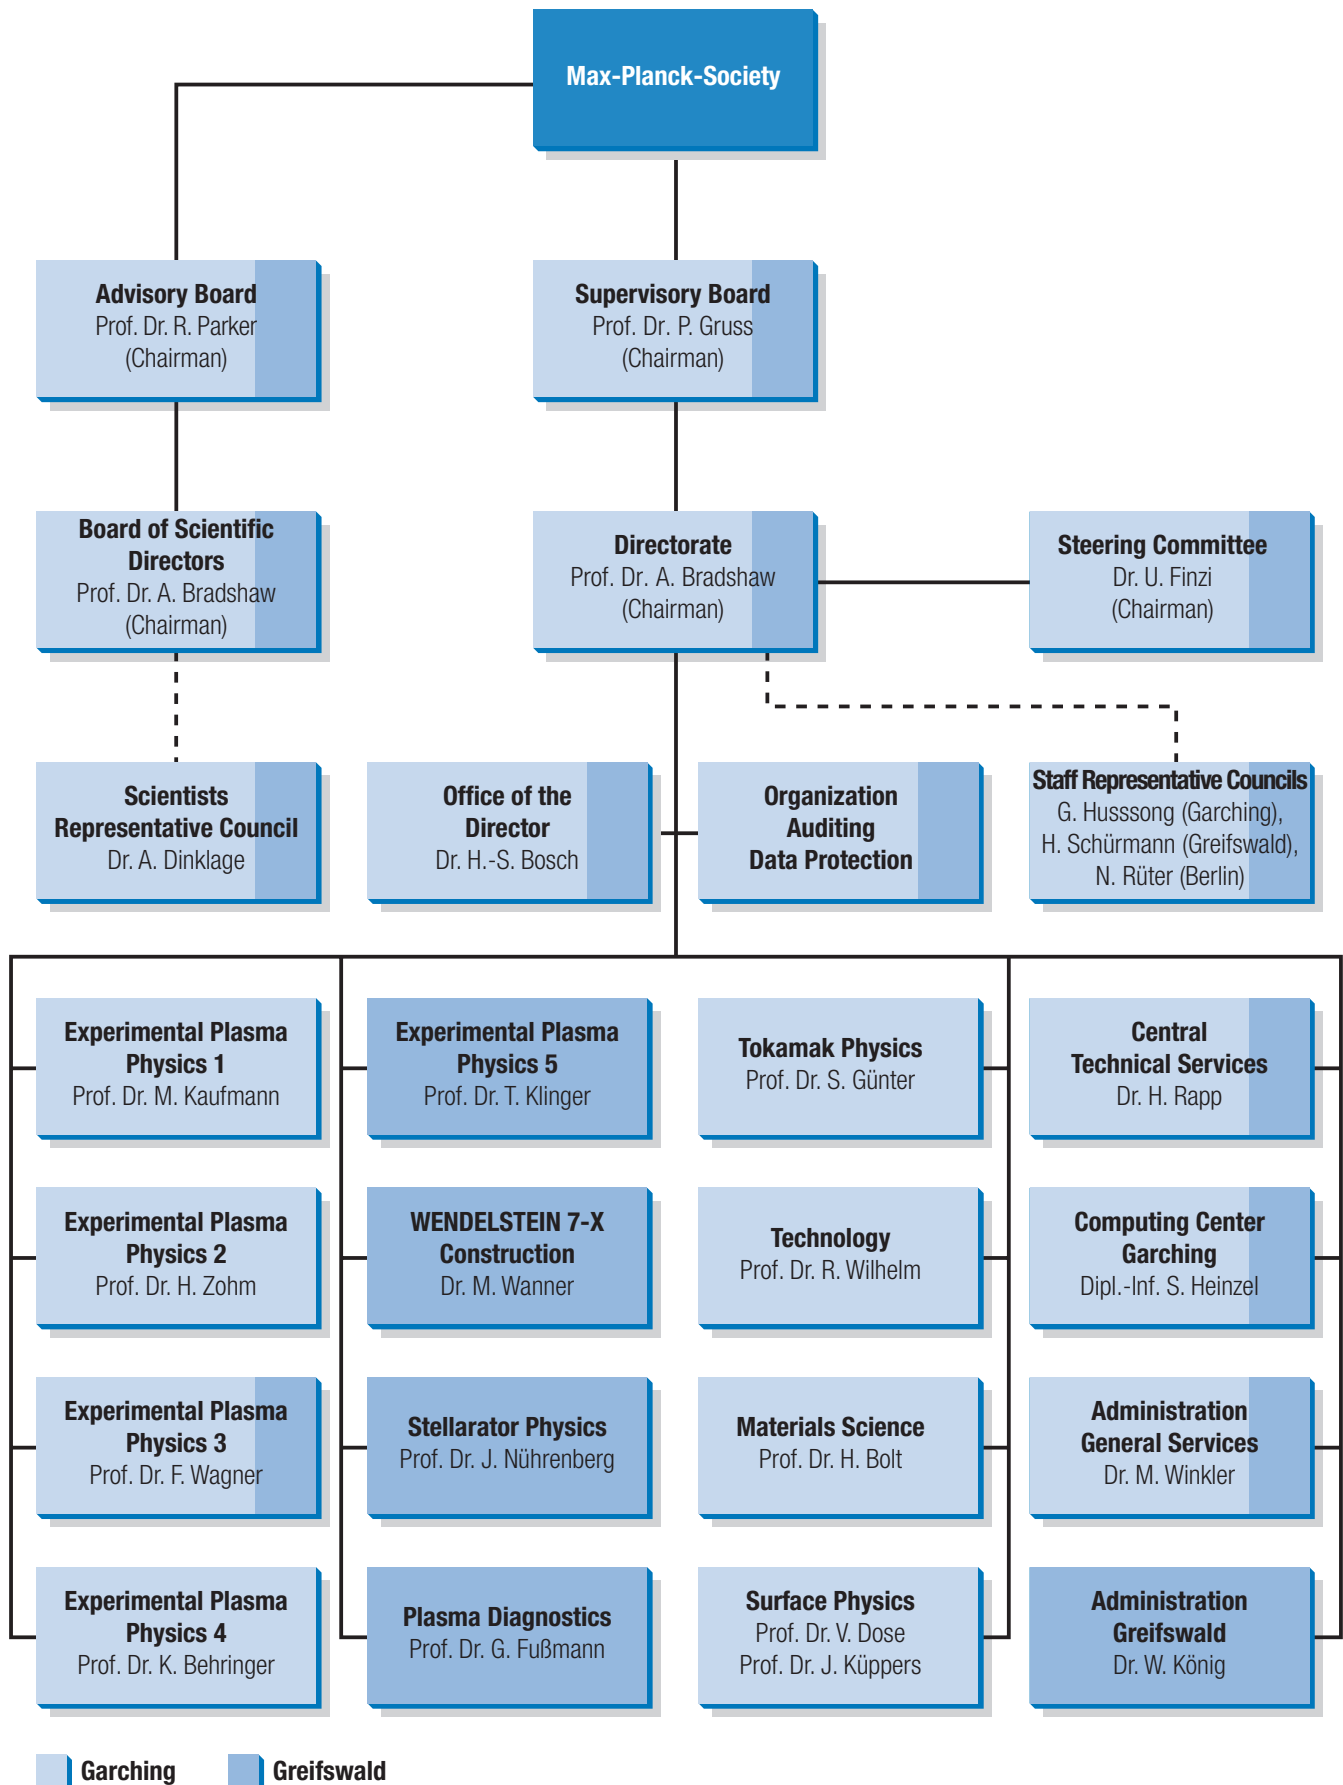 Max-Planck-Society
Advisory Board
Prof. Dr. R. Parker
(Chairman)
Supervisory Board
Prof. Dr. P. Gruss
(Chairman)
Board of Scientific
Directors
Prof. Dr. A. Bradshaw
(Chairman)
Directorate
Prof. Dr. A. Bradshaw
(Chairman)
Steering Committee
Dr. U. Finzi
(Chairman)
Scientists
Representative Council
Dr. A. Dinklage
Office of the
Director
Dr. H.-S. Bosch
Organization
Auditing
Data Protection
Staff Representative Councils
G. Husssong (Garching),
H. Schürmann (Greifswald),
N. Rüter (Berlin)
Experimental Plasma
Physics 1
Prof. Dr. M. Kaufmann
Experimental Plasma
Physics 5
Prof. Dr. T. Klinger
Tokamak Physics
Prof. Dr. S. Günter
Central
Technical Services
Dr. H. Rapp
Experimental Plasma
Physics 2
Prof. Dr. H. Zohm
WENDELSTEIN 7-X
Construction
Dr. M. Wanner
Technology
Prof. Dr. R. Wilhelm
Computing Center
Garching
Dipl.-Inf. S. Heinzel
Experimental Plasma
Physics 3
Prof. Dr. F. Wagner
Stellarator Physics
Prof. Dr. J. Nührenberg
Materials Science
Prof. Dr. H. Bolt
Administration
General Services
Dr. M. Winkler
Experimental Plasma
Physics 4
Prof. Dr. K. Behringer
Plasma Diagnostics
Prof. Dr. G. Fußmann
Surface Physics
Prof. Dr. V. Dose
Prof. Dr. J. Küppers
Administration
Greifswald
Dr. W. König
Garching
Greifswald